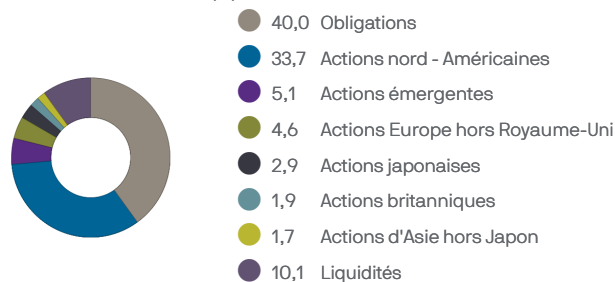 40,0 Obligations
33,7 Actions nord - Américaines
5,1 Actions émergentes
4,6 Actions Europe hors Royaume-Uni
2,9 Actions japonaises
1,9 Actions britanniques
1,7 Actions d'Asie hors Japon
10,1 Liquidités